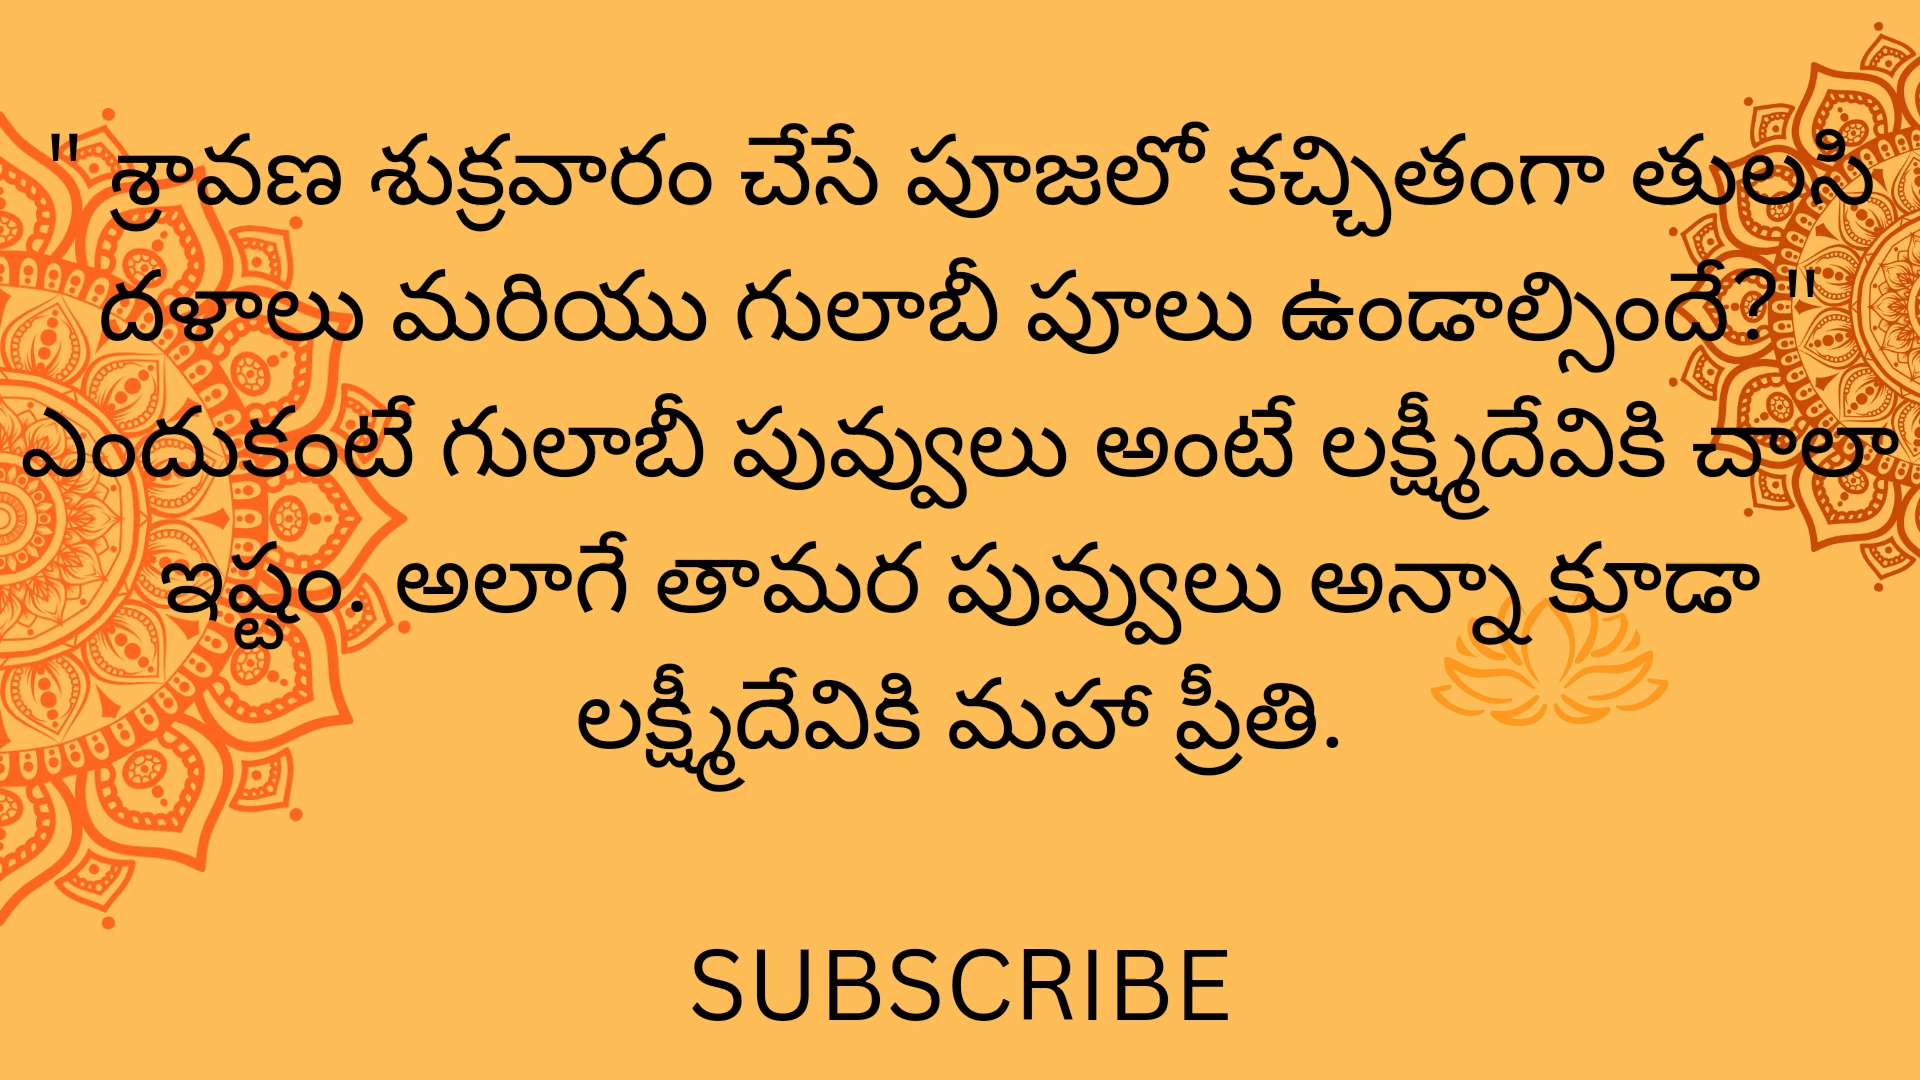 " శ్రావణ శుక్రవారం చేసే పూజలో కచ్చితంగా తులసి
దళాలు మరియు గులాబీ పూలు ఉండాల్సిందే?"
ఎందుకంటే గులాబీ పువ్వులు అంటే లక్ష్మీదేవికి చాలా
ఇష్టం. అలాగే తామర పువ్వులు అన్నా కూడా
లక్ష్మీదేవికి మహా ప్రీతి.
SUBSCRIBE